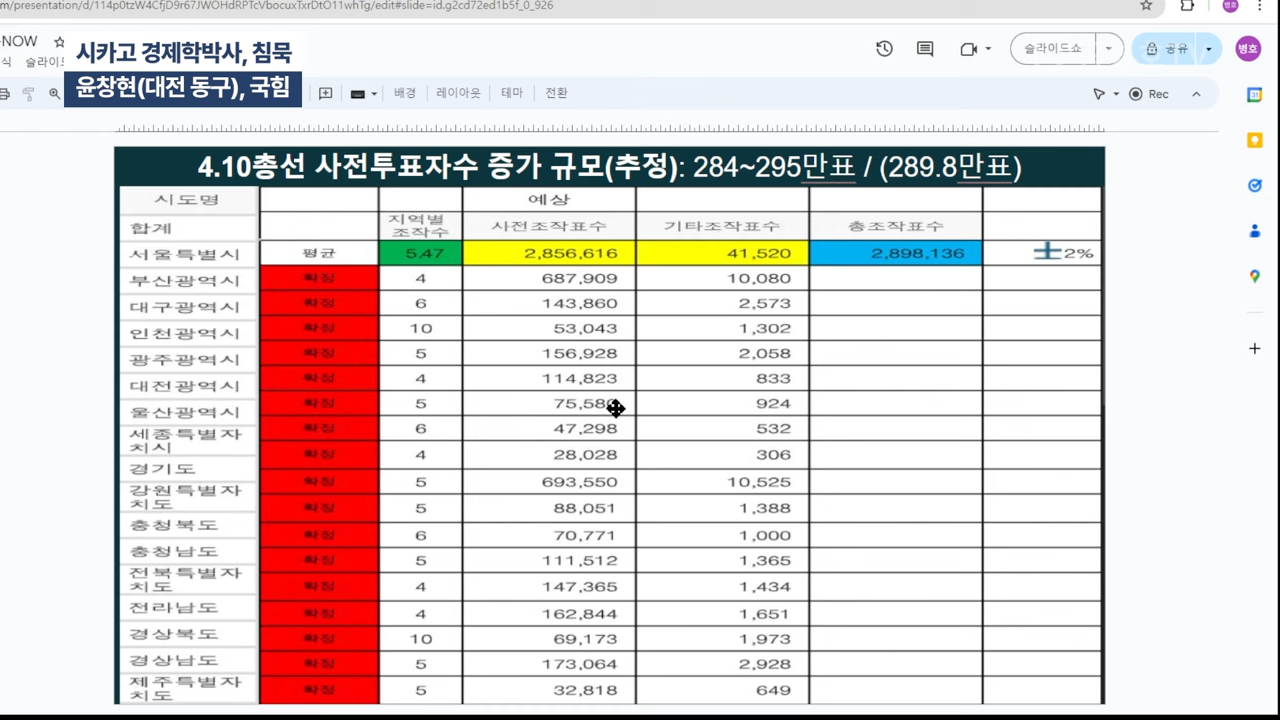 m/presentation/d/114p0tzW4CfjD9r67JWOHdRPTcVbocuxTxrDtO11whTg/edit#slide=id.g2cd72ed1b5f_0_926
-NOW
식 슬라이
시카고 경제학박사, 침묵
윤창현(대전 동구), 국힘
슬라이드쇼
공유
병호
배경 레이아웃 테마 전환
Rec
4.10총선 사전투표자수 증가 규모(추정): 284~295만표 / (289.8만표)
시도명 예상
합계 지역별 조작수 사전조작표수 기타조작표수 총조작표수
서울특별시 평균 5.47 2,856,616 41,520 2,898,136 ±2%
부산광역시 확정 4 687,909 10,080
대구광역시 확정 6 143,860 2,573
인천광역시 확정 10 53,043 1,302
광주광역시 확정 5 156,928 2,058
대전광역시 확정 4 114,823 833
울산광역시 확정 5 924
세종특별자치시 확정 6 47,298 532
확정 4 28,028 306
경기도 확정 5 693,550 10,525
강원특별자치도 확정 5 88,051 1,388
충청북도 확정 6 70,771 1,000
충청남도 확정 5 111,512 1,365
전북특별자치도 확정 4 147,365 1,434
전라남도 확정 4 162,844 1,651
경상북도 확정 10 69,173 1,973
경상남도 확정 5 173,064 2,928
제주특별자치도 확정 5 32,818 649